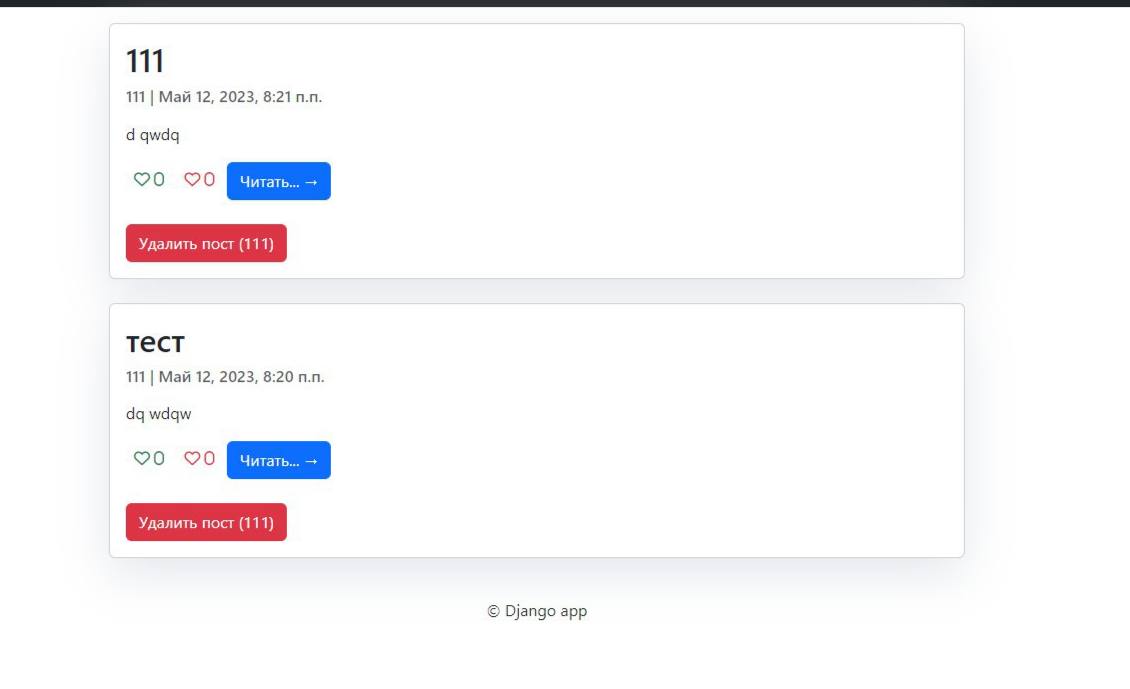 111
111 | Май 12, 2023, 8:21 п.п.
d qwdq
0 0 Читать... →
Удалить пост (111)
тест
111 | Май 12, 2023, 8:20 п.п.
dq wdqw
0 0 Читать... →
Удалить пост (111)
© Django app